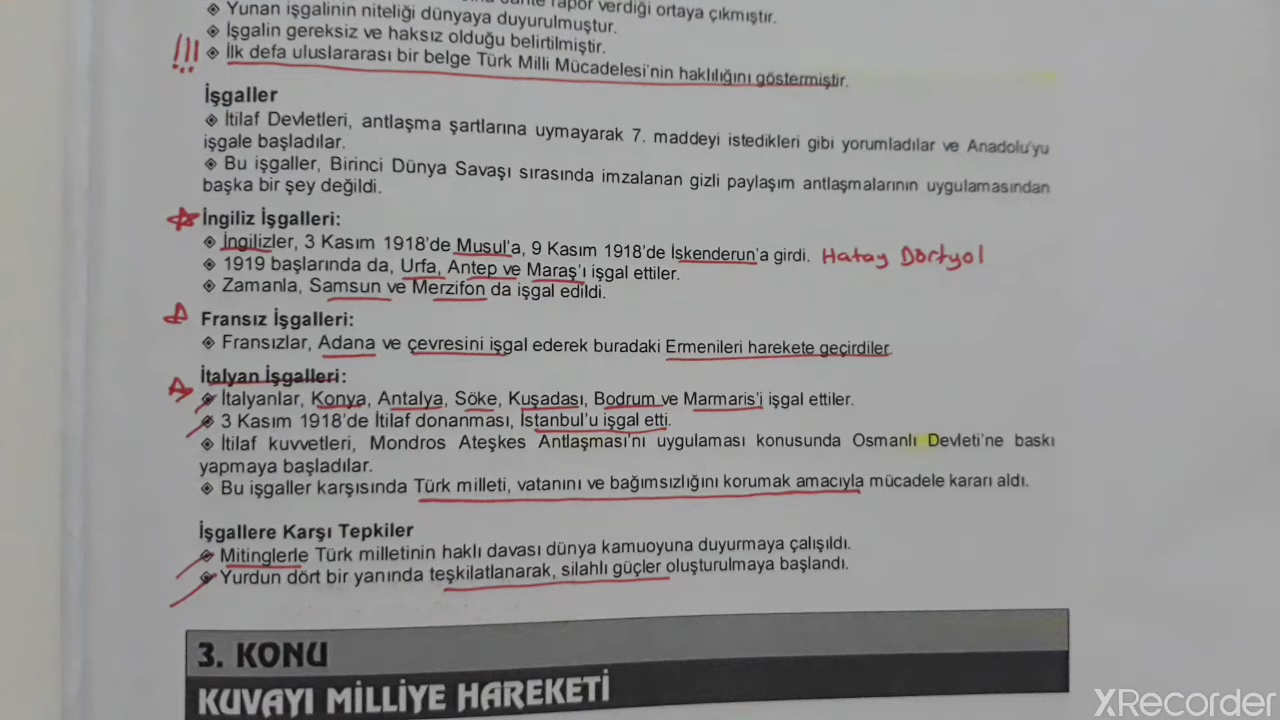 rapor verdiği ortaya çıkmıştır.
◈ Yunan işgalinin niteliği dünyaya duyurulmuştur.
◈ İşgalin gereksiz ve haksız olduğu belirtilmiştir.
!!! ◈ İlk defa uluslararası bir belge Türk Milli Mücadelesi'nin haklılığını göstermiştir.
İşgaller
◈ İtilaf Devletleri, antlaşma şartlarına uymayarak 7. maddeyi istedikleri gibi yorumladılar ve Anadolu'yu
işgale başladılar.
◈ Bu işgaller, Birinci Dünya Savaşı sırasında imzalanan gizli paylaşım antlaşmalarının uygulamasından
başka bir şey değildi.
İngiliz İşgalleri:
◈ İngilizler, 3 Kasım 1918'de Musul'a, 9 Kasım 1918'de İskenderun'a girdi. Hatay Dörtyol
◈ 1919 başlarında da, Urfa, Antep ve Maraş'ı işgal ettiler.
◈ Zamanla, Samsun ve Merzifon da işgal edildi.
Fransız İşgalleri:
◈ Fransızlar, Adana ve çevresini işgal ederek buradaki Ermenileri harekete geçirdiler.
İtalyan İşgalleri:
◈ İtalyanlar, Konya, Antalya, Söke, Kuşadası, Bodrum ve Marmaris'i işgal ettiler.
◈ 3 Kasım 1918'de İtilaf donanması, İstanbul'u işgal etti.
◈ İtilaf kuvvetleri, Mondros Ateşkes Antlaşması'nı uygulaması konusunda Osmanlı Devleti'ne baskı
yapmaya başladılar.
◈ Bu işgaller karşısında Türk milleti, vatanını ve bağımsızlığını korumak amacıyla mücadele kararı aldı.
İşgallere Karşı Tepkiler
◈ Mitinglerle Türk milletinin haklı davası dünya kamuoyuna duyurmaya çalışıldı.
◈ Yurdun dört bir yanında teşkilatlanarak, silahlı güçler oluşturulmaya başlandı.
3. KONU
KUVAYI MİLLİYE HAREKETİ
XRecorder